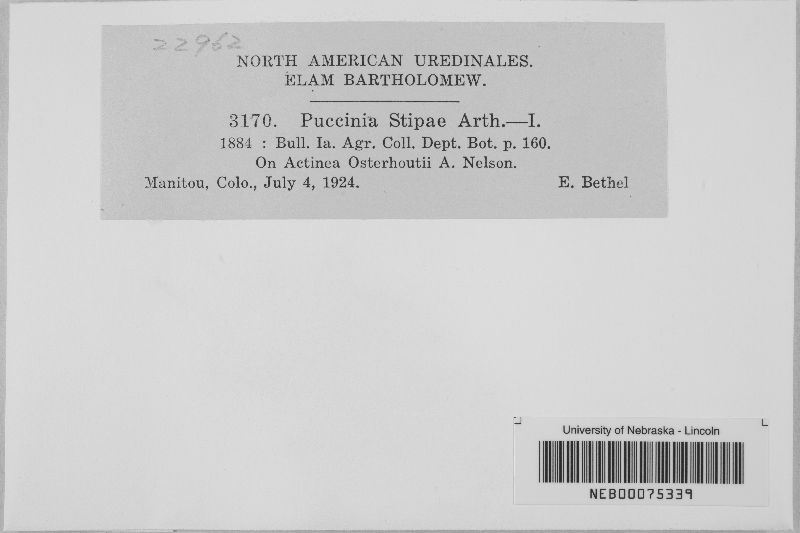 22962
NORTH AMERICAN UREDINALES.
ELAM BARTHOLOMEW.
3170. Puccinia Stipae Arth.—I.
1884 : Bull. Ia. Agr. Coll. Dept. Bot. p. 160.
On Actinea Osterhoutii A. Nelson.
Manitou, Colo., July 4, 1924. E. Bethel
University of Nebraska - Lincoln
NEB00075339